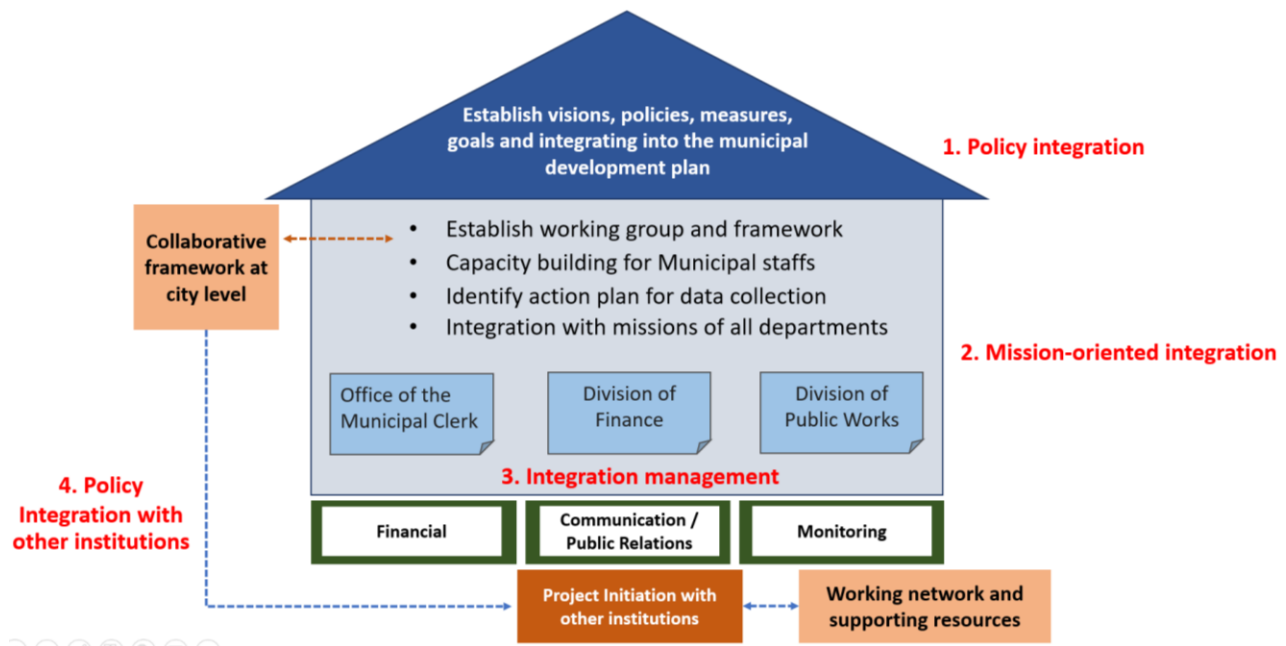 Establish visions, policies, measures,
goals and integrating into the municipal
development plan
1. Policy integration
Collaborative
framework at
city level
• Establish working group and framework
• Capacity building for Municipal staffs
• Identify action plan for data collection
• Integration with missions of all departments
2. Mission-oriented integration
Office of the
Municipal Clerk
Division of
Finance
Division of
Public Works
3. Integration management
4. Policy
Integration with
other institutions
Financial
Communication /
Public Relations
Monitoring
Project Initiation with
other institutions
Working network and
supporting resources